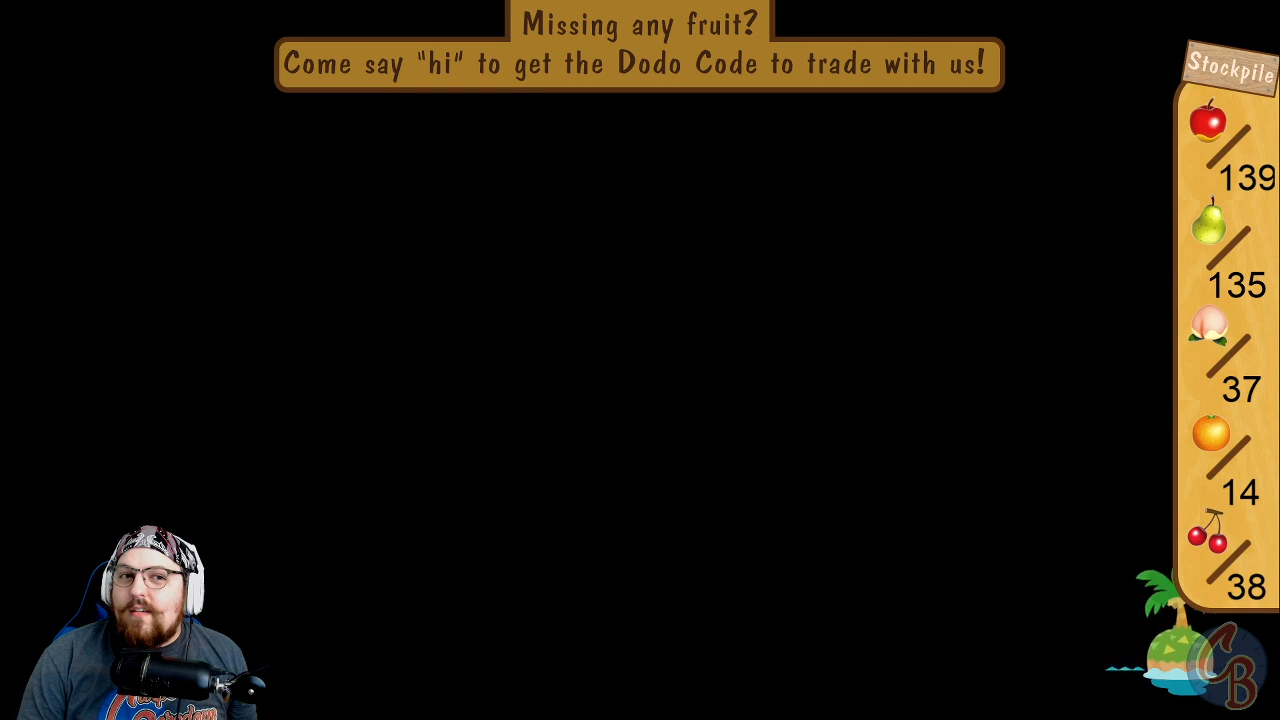 Missing any fruit?
Come say "hi" to get the Dodo Code to trade with us!
Stockpile
139
135
37
14
38
CB